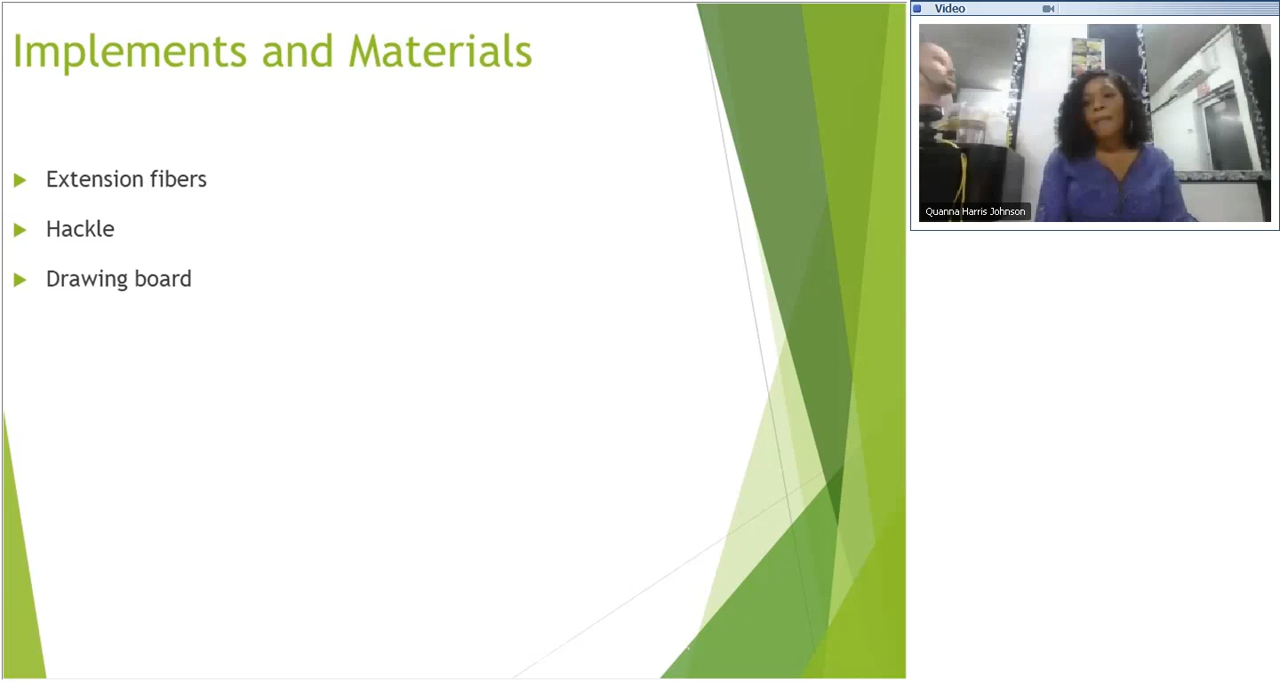 Implements and Materials
Extension fibers
Hackle
Drawing board
Video
Quanna Harris Johnson